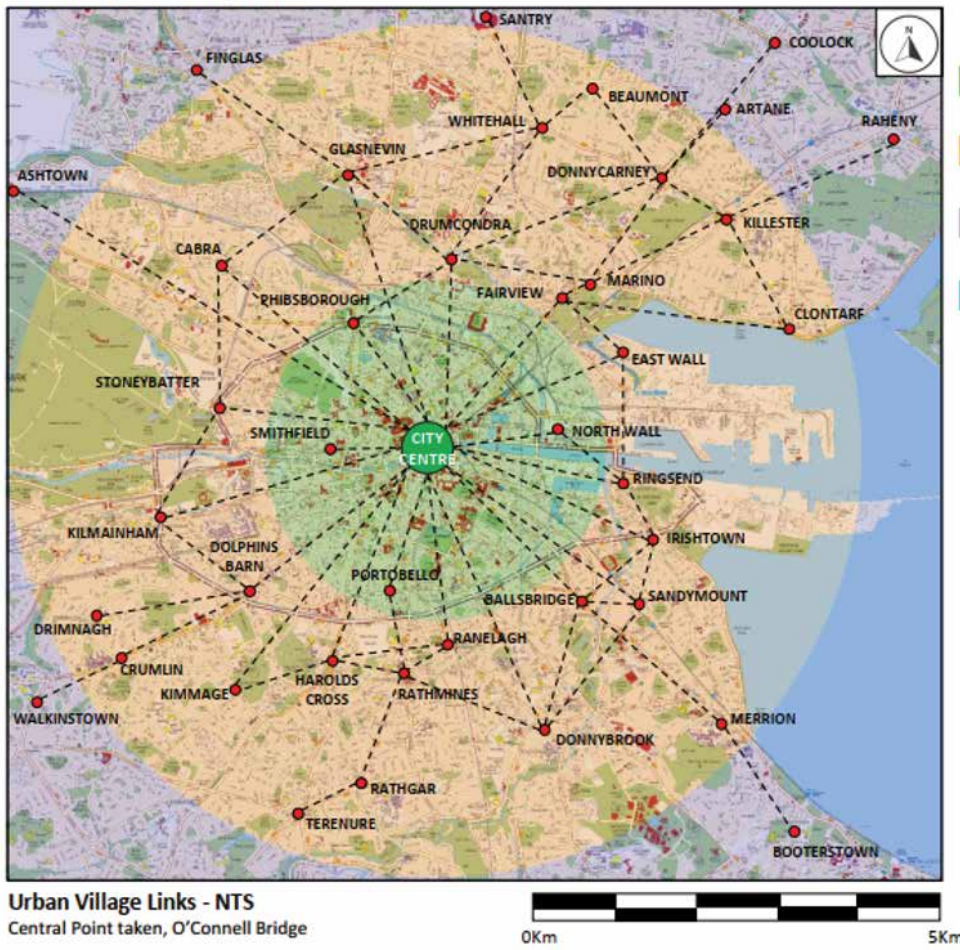 SANTRY
N
COOLOCK
FINGLAS
BEAUMONT
ARTANE
WHITEHALL
RAHENY
GLASNEVIN
DONNYCARNEY
ASHTOWN
DRUMCONDRA
KILLESTER
CABRA
MARINO
PHIBSBOROUGH
FAIRVIEW
CLONTARF
EAST WALL
STONEYBATTER
SMITHFIELD
CITY
CENTRE
NORTH WALL
RINGSEND
KILMAINHAM
IRISHTOWN
DOLPHINS
BARN
PORTOBELLO
BALLSBRIDGE
SANDYMOUNT
DRIMNAGH
RANELAGH
CRUMLIN
KIMMAGE
HAROLDS
CROSS
RATHMINES
WALKINSTOWN
MERRION
DONNYBROOK
RATHGAR
TERENURE
BOOTERSTOWN
Urban Village Links - NTS
Central Point taken, O'Connell Bridge
0Km
5Km